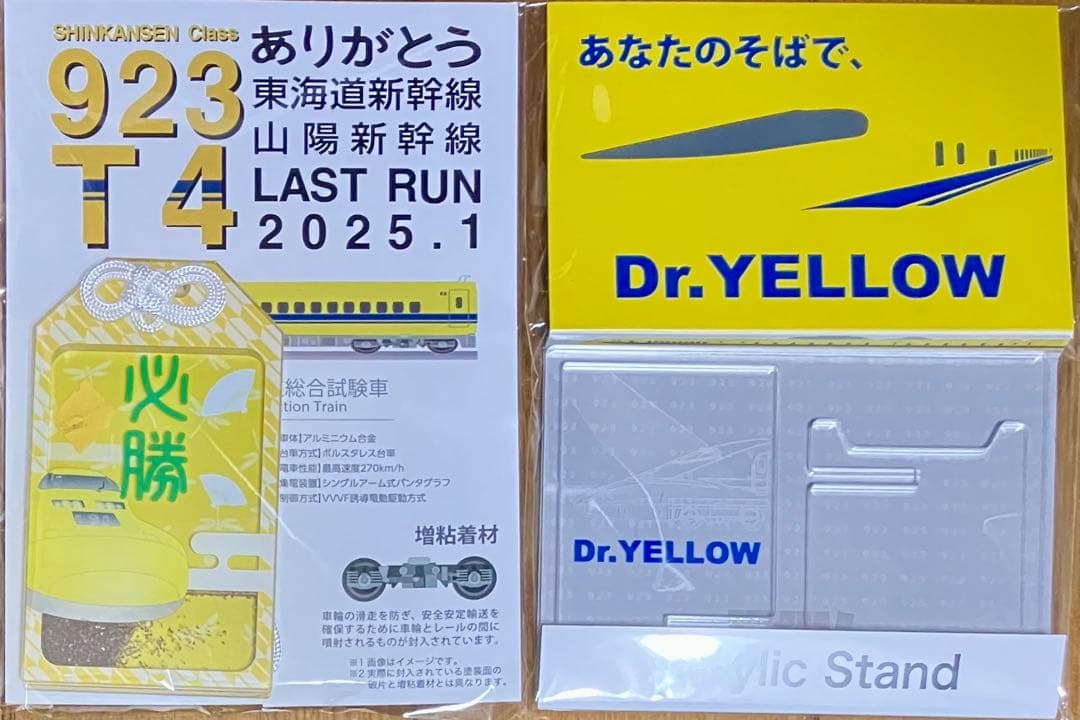 SHINKANSEN Class
923
T4
ありがとう
東海道新幹線
山陽新幹線
LAST RUN
2025.1
必勝
総合試験車
tion Train
車体】アルミニウム合金
台車方式】ボルスタレス台車
電車性能】最高速度270km/h
集電装置】シングルアーム式パンタグラフ
制御方式】VVVF誘導電動駆動方式
増粘着材
車輪の滑走を防ぎ、安全安定輸送を
確保するために車輪とレールの間に
噴射されるものが封入されています。
※1 画像はイメージです。
※2 実際に封入されている塗装面の
破片と増粘着材とは異なります。
あなたのそばで、
Dr.YELLOW
Dr.YELLOW
ylic Stand